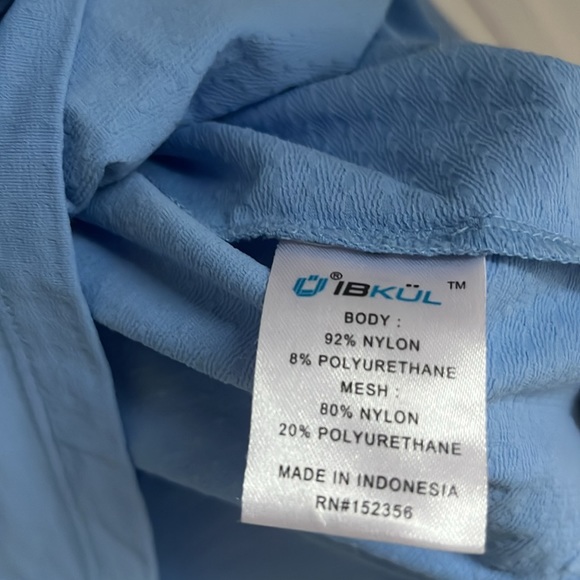 Ü® IBKÜL™
BODY :
92% NYLON
8% POLYURETHANE
MESH :
80% NYLON
20% POLYURETHANE
MADE IN INDONESIA
RN#152356